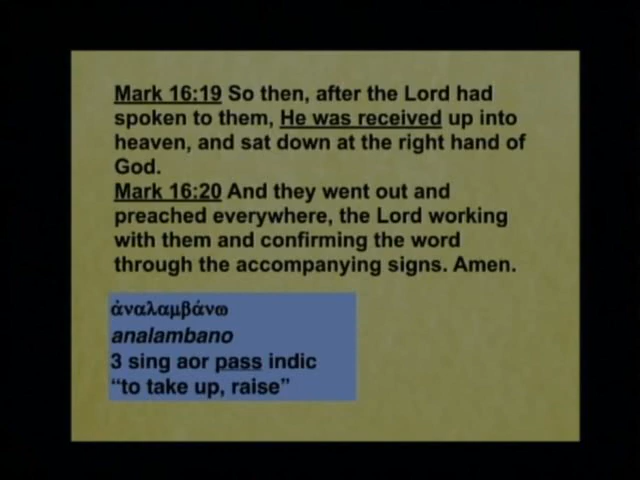 Mark 16:19 So then, after the Lord had
spoken to them, He was received up into
heaven, and sat down at the right hand of
God.
Mark 16:20 And they went out and
preached everywhere, the Lord working
with them and confirming the word
through the accompanying signs. Amen.
ἀναλαμβάνω
analambano
3 sing aor pass indic
“to take up, raise”